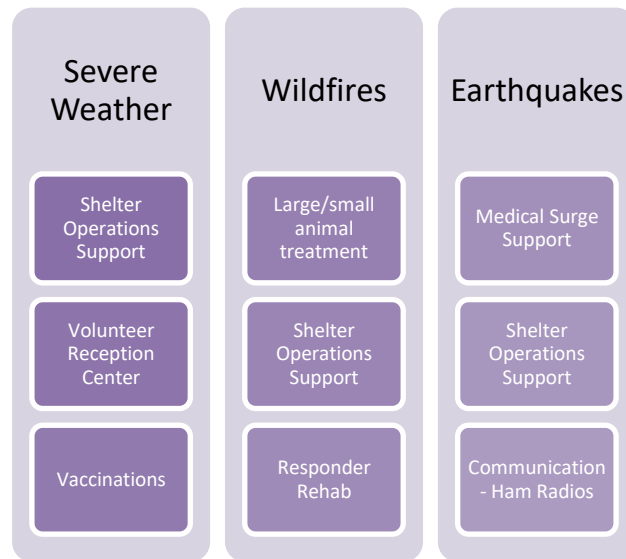 Severe
Weather
Shelter
Operations
Support
Volunteer
Reception
Center
Vaccinations
Wildfires
Large/small
animal
treatment
Shelter
Operations
Support
Responder
Rehab
Earthquakes
Medical Surge
Support
Shelter
Operations
Support
Communication
- Ham Radios